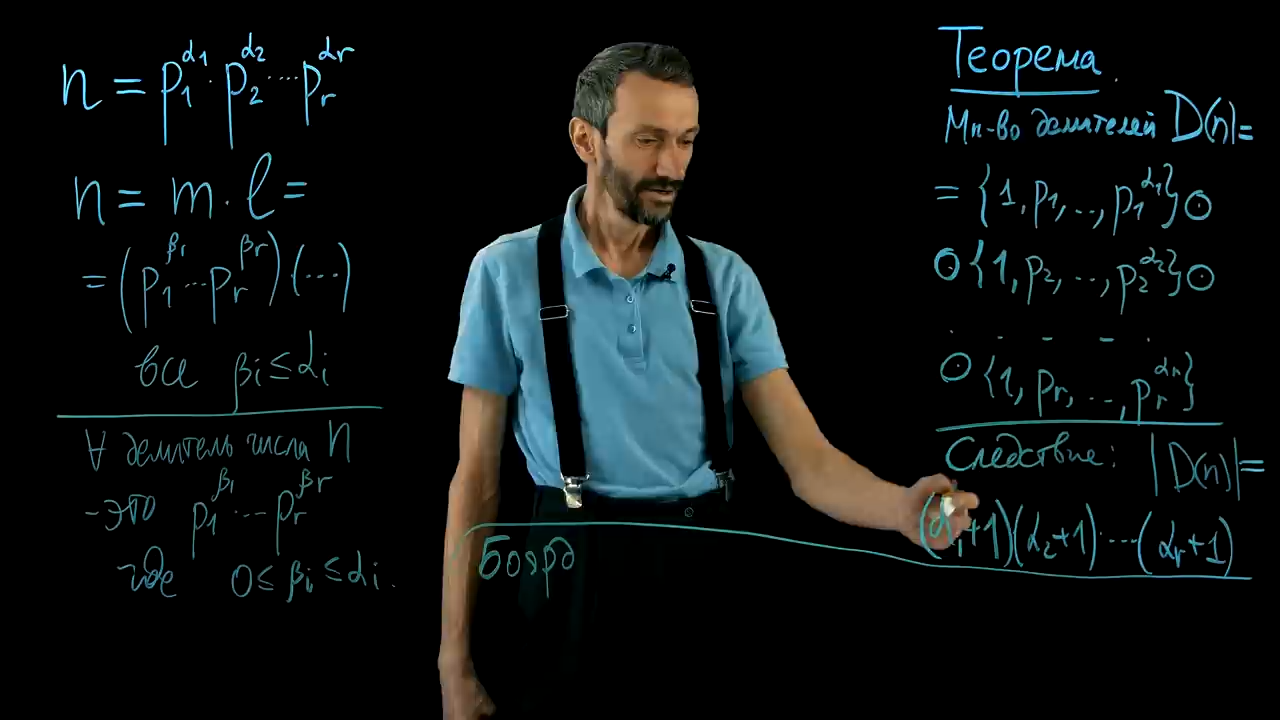 n = p₁^α₁ · p₂^α₂ ···· pᵣ^αᵣ
n = m · l =
= (p₁^β₁ ··· pᵣ^βᵣ) · (···)
все βᵢ ≤ αᵢ
∀ делитель числа n
- это p₁^β₁ ··· pᵣ^βᵣ
где 0 ≤ βᵢ ≤ αᵢ.
Боярд
Теорема.
Мн-во делителей D(n) =
= {1, p₁, ..., p₁^α₁} ⊙
⊙ {1, p₂, ..., p₂^α₂} ⊙
. - - - .
⊙ {1, pᵣ, ..., pᵣ^αᵣ}
Следствие: |D(n)| =
(α₁+1)(α₂+1)·····(αᵣ+1)